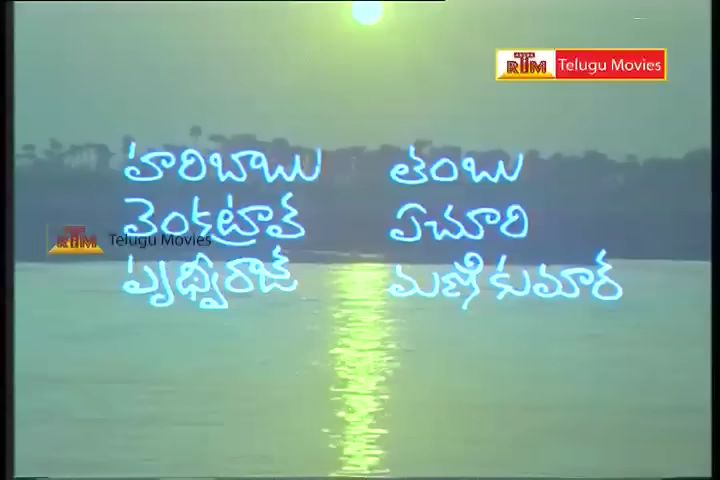 RTM Telugu Movies
హరిబాబు తంబు
వెంకట్రావ్ ఏచూరి
RTM Telugu Movies
పృథ్వీరాజ్ మణికుమార్